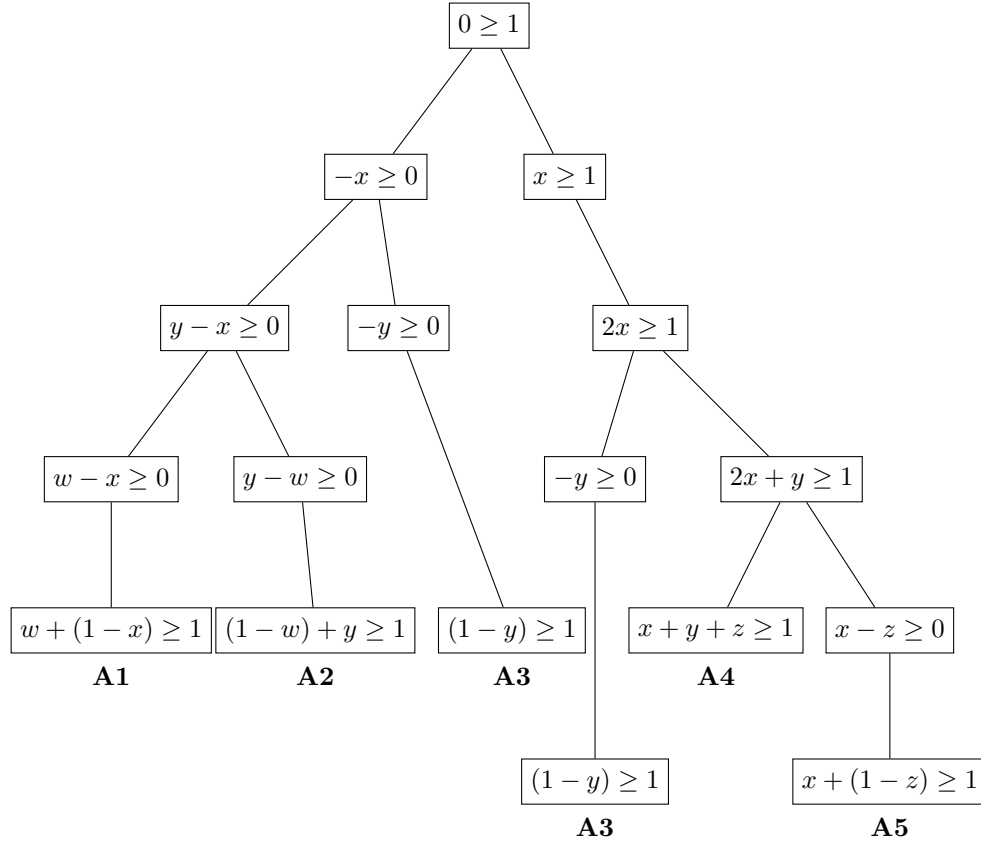 0 ≥ 1
−x ≥ 0 x ≥ 1
y − x ≥ 0 −y ≥ 0 2x ≥ 1
w − x ≥ 0 y − w ≥ 0 −y ≥ 0 2x + y ≥ 1
w + (1 − x) ≥ 1 (1 − w) + y ≥ 1 (1 − y) ≥ 1 x + y + z ≥ 1 x − z ≥ 0
A1 A2 A3 A4
(1 − y) ≥ 1 x + (1 − z) ≥ 1
A3 A5